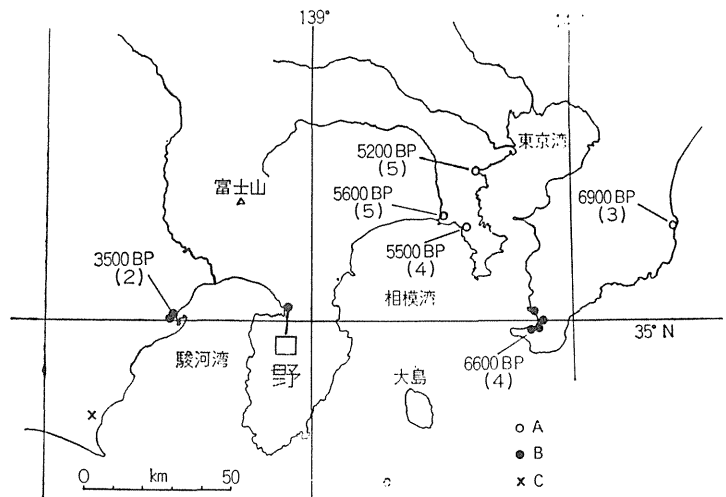 139°
東京湾
5200 BP
(5)
富士山
5600 BP
(5)
6900 BP
(3)
5500 BP
(4)
3500 BP
(2)
相模湾
35° N
駿河湾
野
大島
6600 BP
(4)
A
B
C
0 km 50